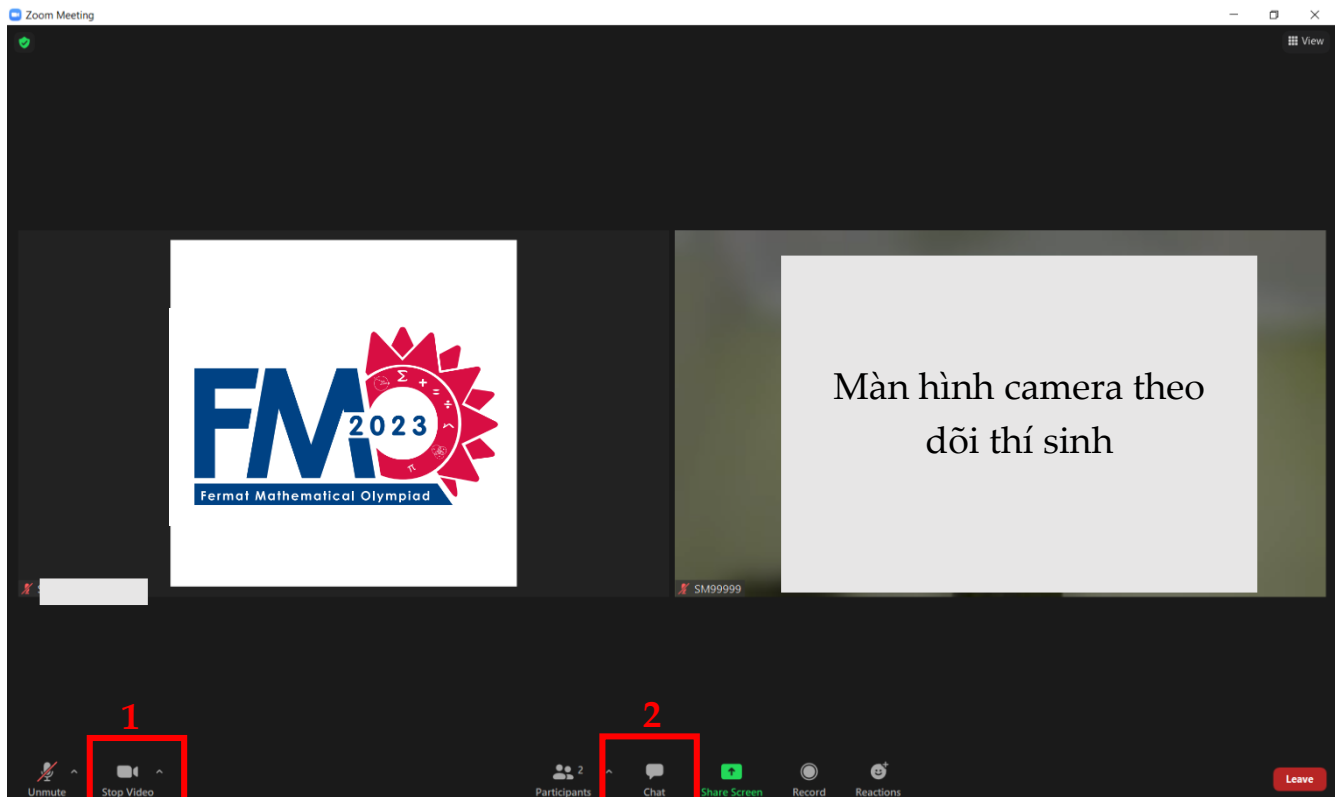 Zoom Meeting
View
FMO
2023
Fermat Mathematical Olympiad
Màn hình camera theo
dõi thí sinh
SM99999
1
2
Unmute
Stop Video
2
Participants
Chat
Share Screen
Record
Reactions
Leave